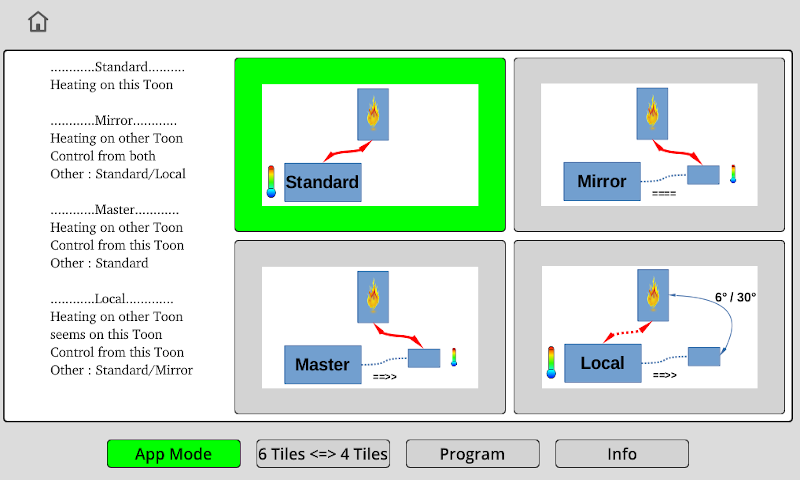 ............Standard..........
Heating on this Toon
............Mirror............
Heating on other Toon
Control from both
Other : Standard/Local
............Master............
Heating on other Toon
Control from this Toon
Other : Standard
............Local.............
Heating on other Toon
seems on this Toon
Control from this Toon
Other : Standard/Mirror
Standard
Mirror
====
Master
==>>
6° / 30°
Local
==>>
App Mode
6 Tiles <=> 4 Tiles
Program
Info